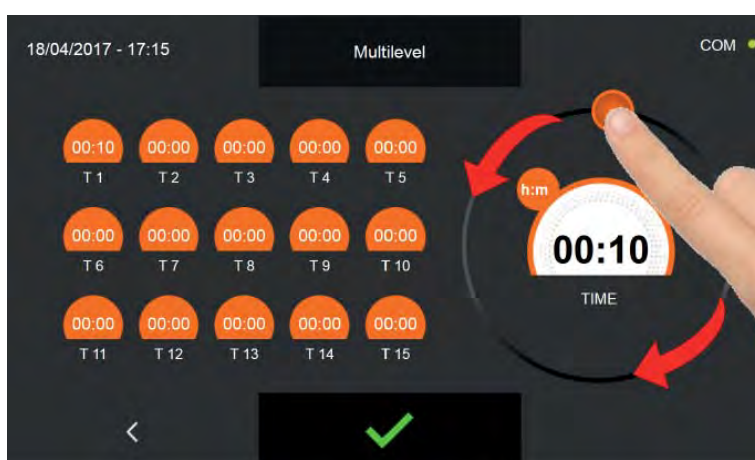 18/04/2017 - 17:15
Multilevel
COM
00:10 00:00 00:00 00:00 00:00
T 1 T 2 T 3 T 4 T 5
h:m
00:10
TIME
00:00 00:00 00:00 00:00 00:00
T 6 T 7 T 8 T 9 T 10
00:00 00:00 00:00 00:00 00:00
T 11 T 12 T 13 T 14 T 15